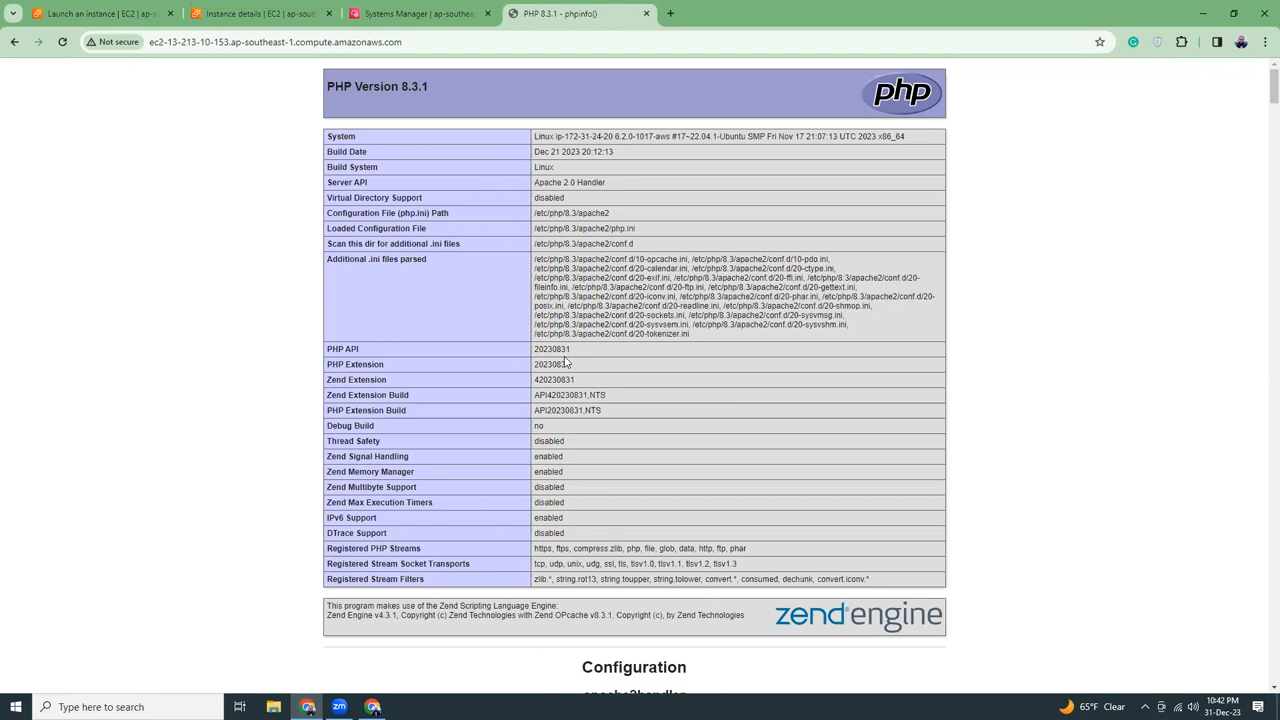 Launch an instance | EC2 | ap-s
Instance details | EC2 | ap-sout
Systems Manager | ap-southeas
PHP 8.3.1 - phpinfo()
Not secure
ec2-13-213-10-153.ap-southeast-1.compute.amazonaws.com
PHP Version 8.3.1
php
System Linux ip-172-31-24-20 6.2.0-1017-aws #17~22.04.1-Ubuntu SMP Fri Nov 17 21:07:13 UTC 2023 x86_64
Build Date Dec 21 2023 20:12:13
Build System Linux
Server API Apache 2.0 Handler
Virtual Directory Support disabled
Configuration File (php.ini) Path /etc/php/8.3/apache2
Loaded Configuration File /etc/php/8.3/apache2/php.ini
Scan this dir for additional .ini files /etc/php/8.3/apache2/conf.d
Additional .ini files parsed /etc/php/8.3/apache2/conf.d/10-opcache.ini, /etc/php/8.3/apache2/conf.d/10-pdo.ini,
/etc/php/8.3/apache2/conf.d/20-calendar.ini, /etc/php/8.3/apache2/conf.d/20-ctype.ini,
/etc/php/8.3/apache2/conf.d/20-exif.ini, /etc/php/8.3/apache2/conf.d/20-ffi.ini, /etc/php/8.3/apache2/conf.d/20-
fileinfo.ini, /etc/php/8.3/apache2/conf.d/20-ftp.ini, /etc/php/8.3/apache2/conf.d/20-gettext.ini,
/etc/php/8.3/apache2/conf.d/20-iconv.ini, /etc/php/8.3/apache2/conf.d/20-phar.ini, /etc/php/8.3/apache2/conf.d/20-
posix.ini, /etc/php/8.3/apache2/conf.d/20-readline.ini, /etc/php/8.3/apache2/conf.d/20-shmop.ini,
/etc/php/8.3/apache2/conf.d/20-sockets.ini, /etc/php/8.3/apache2/conf.d/20-sysvmsg.ini,
/etc/php/8.3/apache2/conf.d/20-sysvsem.ini, /etc/php/8.3/apache2/conf.d/20-sysvshm.ini,
/etc/php/8.3/apache2/conf.d/20-tokenizer.ini
PHP API 20230831
PHP Extension 20230831
Zend Extension 420230831
Zend Extension Build API420230831,NTS
PHP Extension Build API20230831,NTS
Debug Build no
Thread Safety disabled
Zend Signal Handling enabled
Zend Memory Manager enabled
Zend Multibyte Support disabled
Zend Max Execution Timers disabled
IPv6 Support enabled
DTrace Support disabled
Registered PHP Streams https, ftps, compress.zlib, php, file, glob, data, http, ftp, phar
Registered Stream Socket Transports tcp, udp, unix, udg, ssl, tls, tlsv1.0, tlsv1.1, tlsv1.2, tlsv1.3
Registered Stream Filters zlib.*, string.rot13, string.toupper, string.tolower, convert.*, consumed, dechunk, convert.iconv.*
This program makes use of the Zend Scripting Language Engine:
Zend Engine v4.3.1, Copyright (c) Zend Technologies with Zend OPcache v8.3.1, Copyright (c), by Zend Technologies
zend engine
Configuration
apache2handler
Type here to search
65°F Clear
10:42 PM
31-Dec-23